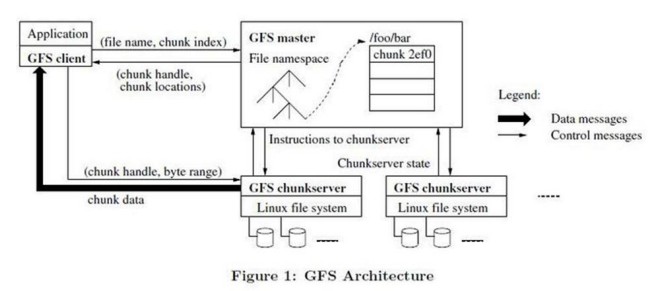 Application
GFS client
(file name, chunk index)
(chunk handle,
chunk locations)
GFS master
File namespace
/foo/bar
chunk 2ef0
Legend:
Data messages
Control messages
Instructions to chunkserver
Chunkserver state
(chunk handle, byte range)
chunk data
GFS chunkserver
Linux file system
GFS chunkserver
Linux file system
Figure 1: GFS Architecture